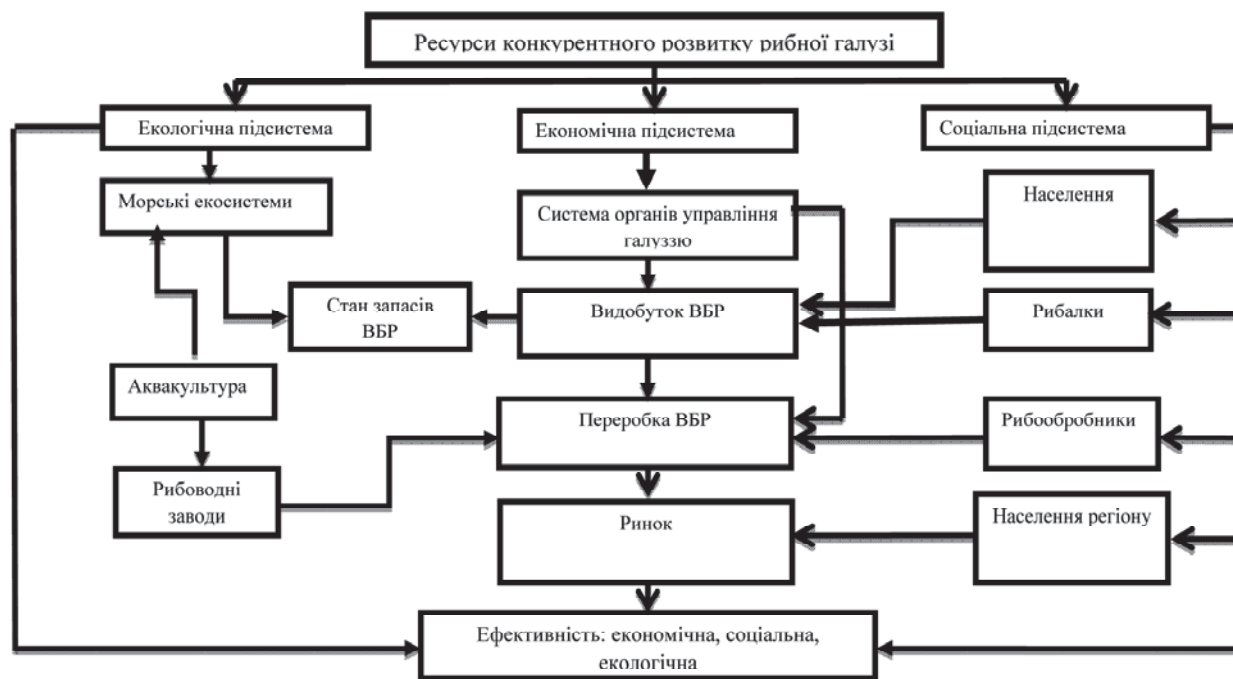 Ресурси конкурентного розвитку рибної галузі
Екологічна підсистема
Економічна підсистема
Соціальна підсистема
Морські екосистеми
Система органів управління
галуззю
Населення
Стан запасів
ВБР
Видобуток ВБР
Рибалки
Аквакультура
Переробка ВБР
Рибообробники
Рибоводні
заводи
Ринок
Населення регіону
Ефективність: економічна, соціальна,
екологічна